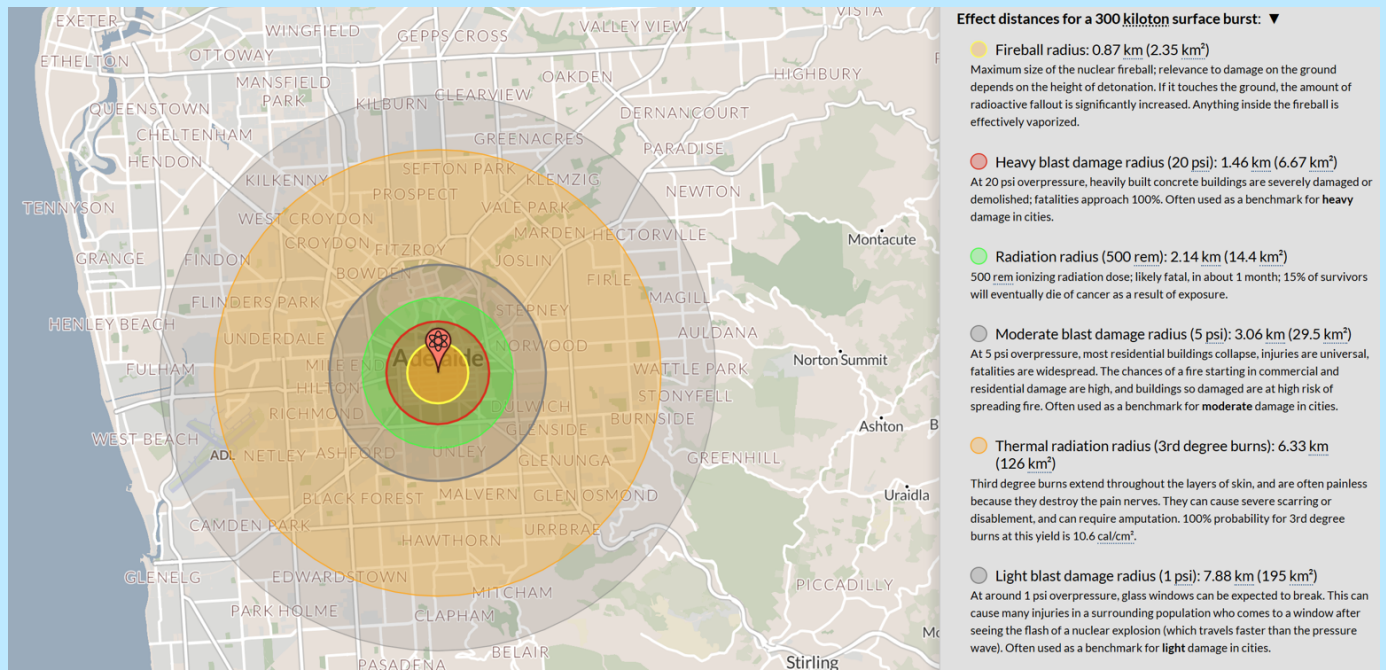 EXETER
WINGFIELD
GEPPS CROSS
VALLEY VIEW
VISTA
ETHELTON
OTTOWAY
MANSFIELD
PARK
OAKDEN
HIGHBURY
QUEENSTOWN
KILBURN
CLEARVIEW
DERNANCOURT
CHELTENHAM
GREENACRES
PARADISE
HENDON
SEFTON PARK
KILKENNY
KLEMZIG
NEWTON
PROSPECT
TENNYSON
VALE PARK
WEST CROYDON
MARDEN
HECTORVILLE
CROYDON
FITZROY
Montacute
GRANGE
FINDON
JOSLIN
BOWDEN
FIRLE
FLINDERS PARK
MAGILL
STEPNEY
HENLEY BEACH
AULDANA
UNDERDALE
NORWOOD
Adelaide
MILE END
Norton Summit
FULHAM
WATTLE PARK
HILTON
STONYFELL
RICHMOND
DULWICH
BURNSIDE
Ashton
B
GLENSIDE
WEST BEACH
ADL
NETLEY
ASHFORD
UNLEY
GLENUNGA
GREENHILL
BLACK FOREST
MALVERN
GLEN OSMOND
Uraidla
CAMDEN PARK
URRBRAE
HAWTHORN
GLENELG
EDWARDSTOWN
PICCADILLY
MITCHAM
PARK HOLME
CLAPHAM
BELAIR
PASADENA
Stirling
Effect distances for a 300 kiloton surface burst: ▼
Fireball radius: 0.87 km (2.35 km²)
Maximum size of the nuclear fireball; relevance to damage on the ground
depends on the height of detonation. If it touches the ground, the amount of
radioactive fallout is significantly increased. Anything inside the fireball is
effectively vaporized.
Heavy blast damage radius (20 psi): 1.46 km (6.67 km²)
At 20 psi overpressure, heavily built concrete buildings are severely damaged or
demolished; fatalities approach 100%. Often used as a benchmark for heavy
damage in cities.
Radiation radius (500 rem): 2.14 km (14.4 km²)
500 rem ionizing radiation dose; likely fatal, in about 1 month; 15% of survivors
will eventually die of cancer as a result of exposure.
Moderate blast damage radius (5 psi): 3.06 km (29.5 km²)
At 5 psi overpressure, most residential buildings collapse, injuries are universal,
fatalities are widespread. The chances of a fire starting in commercial and
residential damage are high, and buildings so damaged are at high risk of
spreading fire. Often used as a benchmark for moderate damage in cities.
Thermal radiation radius (3rd degree burns): 6.33 km
(126 km²)
Third degree burns extend throughout the layers of skin, and are often painless
because they destroy the pain nerves. They can cause severe scarring or
disablement, and can require amputation. 100% probability for 3rd degree
burns at this yield is 10.6 cal/cm².
Light blast damage radius (1 psi): 7.88 km (195 km²)
At around 1 psi overpressure, glass windows can be expected to break. This can
cause many injuries in a surrounding population who comes to a window after
seeing the flash of a nuclear explosion (which travels faster than the pressure
wave). Often used as a benchmark for light damage in cities.